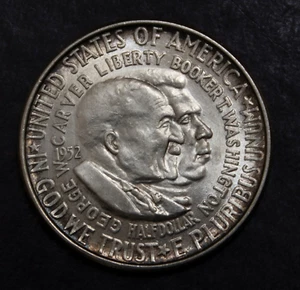 UNITED STATES OF AMERICA
IN GOD WE TRUST ★ E PLURIBUS UNUM
GEORGE W. CARVER LIBERTY BOOKER T. WASHINGTON
1952
HALF DOLLAR